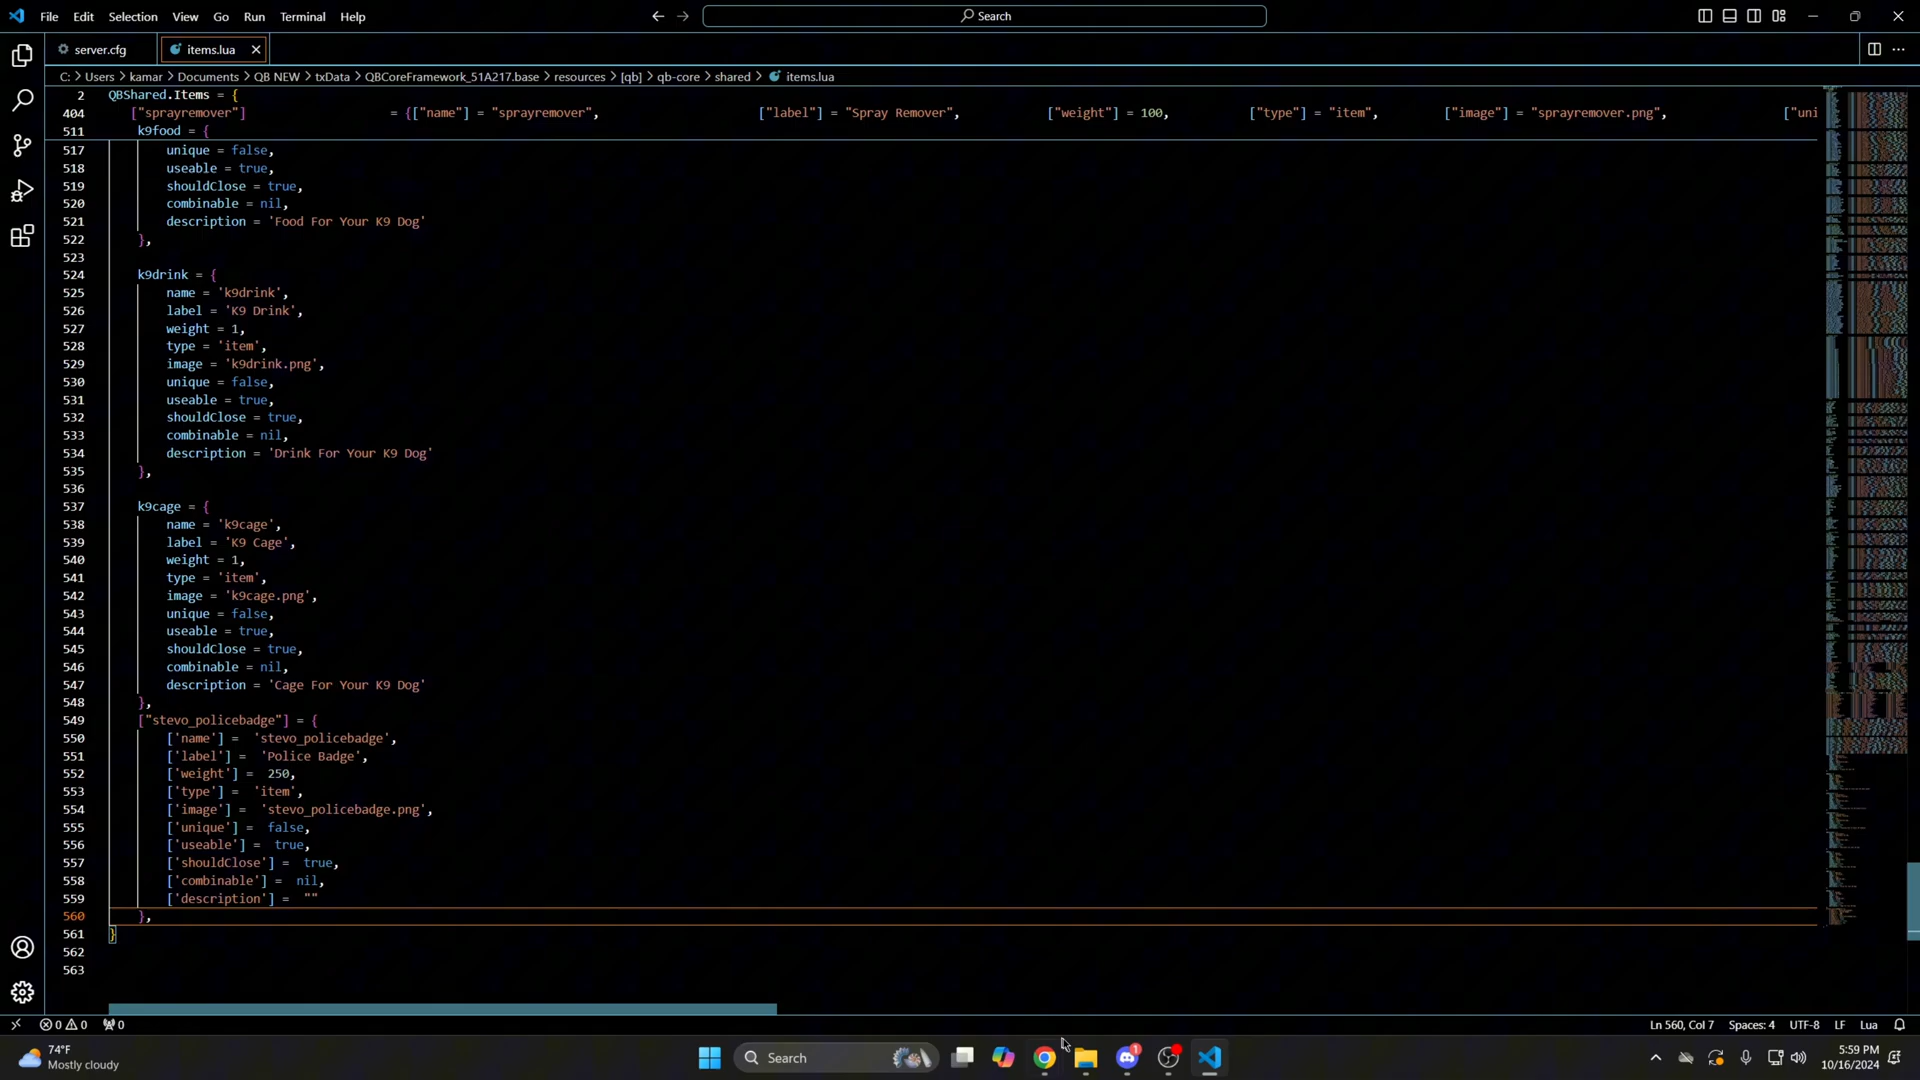 File Edit Selection View Go Run Terminal Help
Search
server.cfg
items.lua
C: > Users > kamar > Documents > QB NEW > txData > QBCoreFramework_51A217.base > resources > [qb] > qb-core > shared > items.lua
2 QBShared.Items = {
404 ["sprayremover"] = {["name"] = "sprayremover", ["label"] = "Spray Remover", ["weight"] = 100, ["type"] = "item", ["image"] = "sprayremover.png", ["uni
511 k9food = {
517 unique = false,
518 useable = true,
519 shouldClose = true,
520 combinable = nil,
521 description = 'Food For Your K9 Dog'
522 },
523
524 k9drink = {
525 name = 'k9drink',
526 label = 'K9 Drink',
527 weight = 1,
528 type = 'item',
529 image = 'k9drink.png',
530 unique = false,
531 useable = true,
532 shouldClose = true,
533 combinable = nil,
534 description = 'Drink For Your K9 Dog'
535 },
536
537 k9cage = {
538 name = 'k9cage',
539 label = 'K9 Cage',
540 weight = 1,
541 type = 'item',
542 image = 'k9cage.png',
543 unique = false,
544 useable = true,
545 shouldClose = true,
546 combinable = nil,
547 description = 'Cage For Your K9 Dog'
548 },
549 ["stevo_policebadge"] = {
550 ['name'] = 'stevo_policebadge',
551 ['label'] = 'Police Badge',
552 ['weight'] = 250,
553 ['type'] = 'item',
554 ['image'] = 'stevo_policebadge.png',
555 ['unique'] = false,
556 ['useable'] = true,
557 ['shouldClose'] = true,
558 ['combinable'] = nil,
559 ['description'] = ""
560 },
561 }
562
563
0 0 0
Ln 560, Col 7 Spaces: 4 UTF-8 LF Lua
74°F
Mostly cloudy
Search
1
5:59 PM
10/16/2024